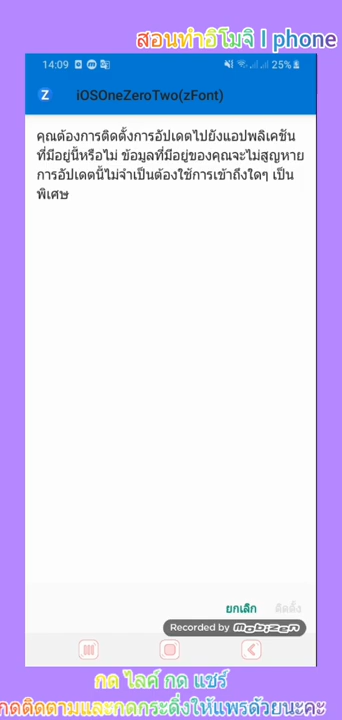 สอนทำอิโมจิ I phone
14:09 25%
Z iOSOneZeroTwo(zFont)
คุณต้องการติดตั้งการอัปเดตไปยังแอปพลิเคชัน
ที่มีอยู่นี้หรือไม่ ข้อมูลที่มีอยู่ของคุณจะไม่สูญหาย
การอัปเดตนี้ไม่จำเป็นต้องใช้การเข้าถึงใดๆ เป็น
พิเศษ
ยกเลิก ติดตั้ง
Recorded by mobizen
กด ไลค์ กด แชร์
กดติดตามและกดกระดิ่งให้แพรด้วยนะคะ